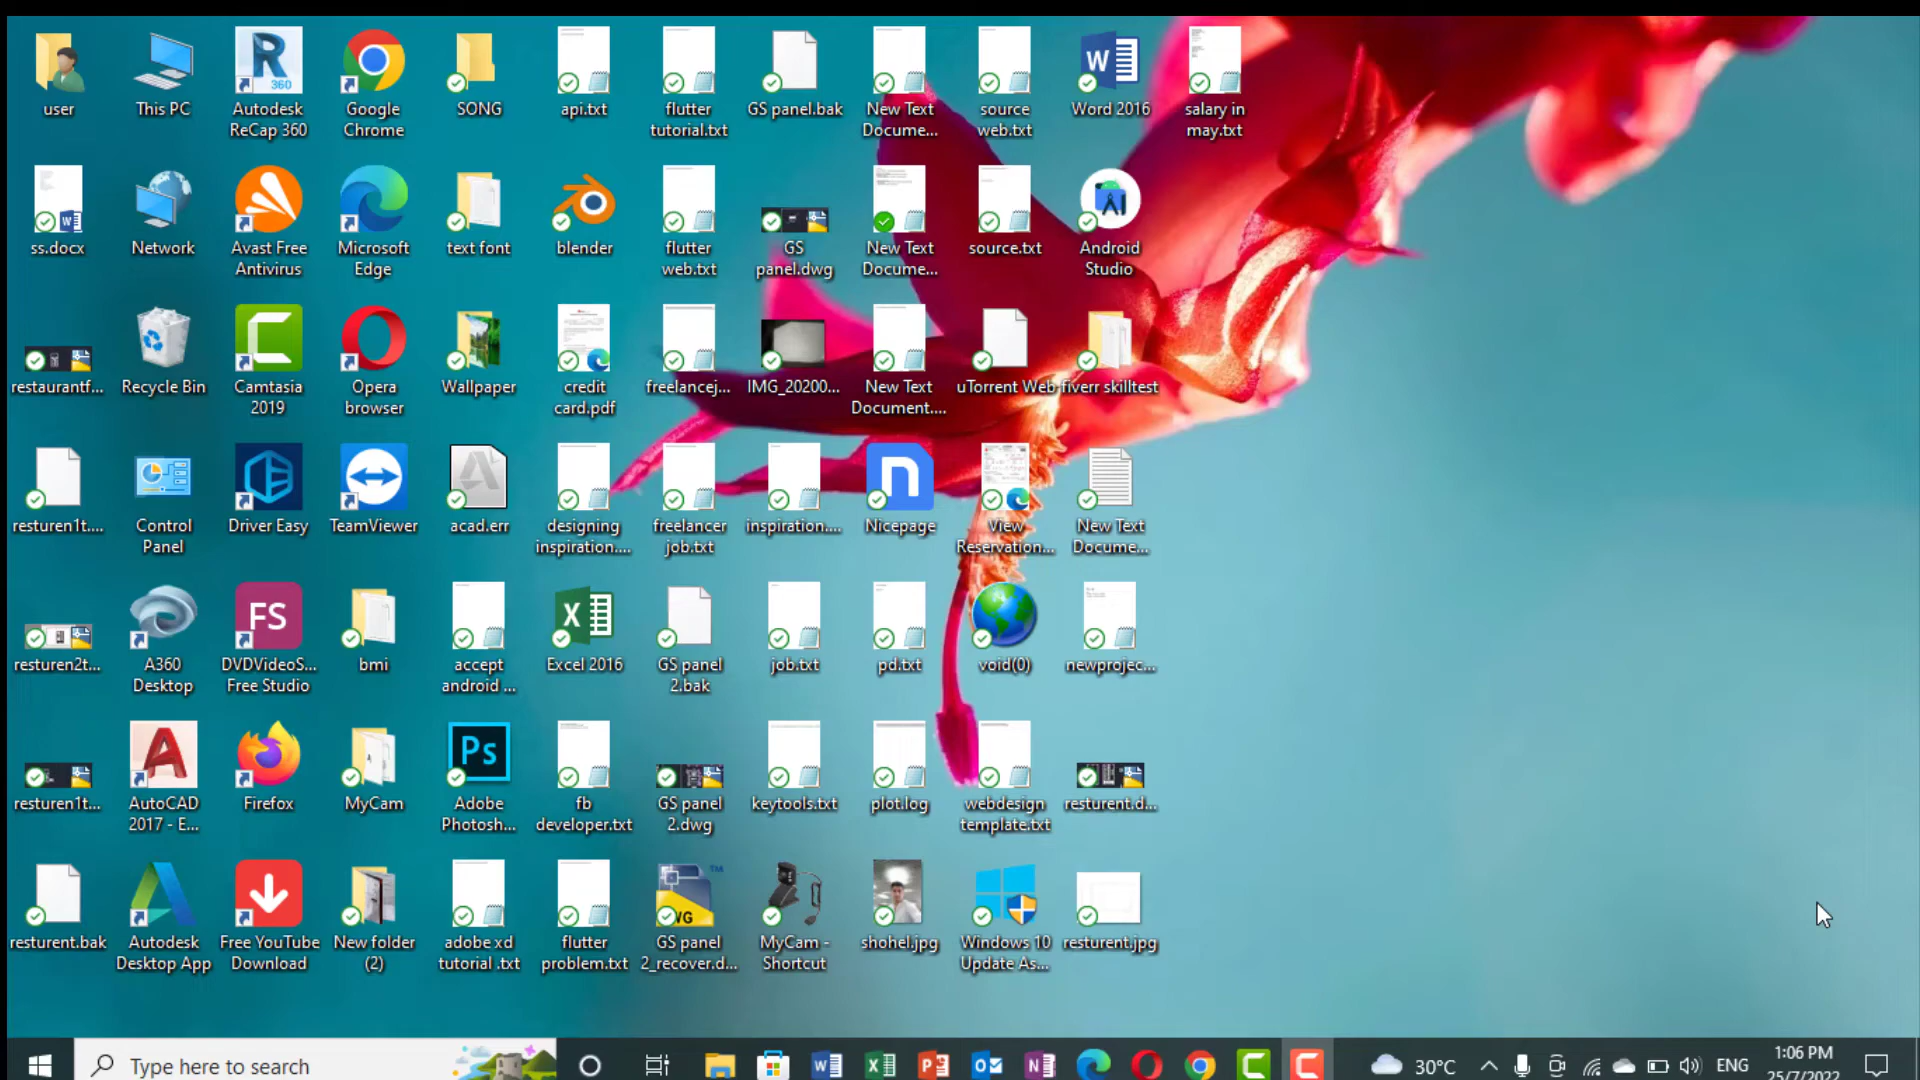 user
This PC
Autodesk
ReCap 360
Google
Chrome
SONG
api.txt
flutter
tutorial.txt
GS panel.bak
New Text
Docume...
source
web.txt
Word 2016
salary in
may.txt
ss.docx
Network
Avast Free
Antivirus
Microsoft
Edge
text font
blender
flutter
web.txt
GS
panel.dwg
New Text
Docume...
source.txt
Android
Studio
restaurantf...
Recycle Bin
Camtasia
2019
Opera
browser
Wallpaper
credit
card.pdf
freelancej...
IMG_20200...
New Text
Document....
uTorrent Web
fiverr skilltest
resturen1t....
Control
Panel
Driver Easy
TeamViewer
acad.err
designing
inspiration....
freelancer
job.txt
inspiration....
Nicepage
View
Reservation...
New Text
Docume...
resturen2t...
A360
Desktop
DVDVideoS...
Free Studio
bmi
accept
android ...
Excel 2016
GS panel
2.bak
job.txt
pd.txt
void(0)
newprojec...
resturen1t...
AutoCAD
2017 - E...
Firefox
MyCam
Adobe
Photosh...
fb
developer.txt
GS panel
2.dwg
keytools.txt
plot.log
webdesign
template.txt
resturent.d...
resturent.bak
Autodesk
Desktop App
Free YouTube
Download
New folder
(2)
adobe xd
tutorial .txt
flutter
problem.txt
GS panel
2_recover.d...
MyCam -
Shortcut
shohel.jpg
Windows 10
Update As...
resturent.jpg
Type here to search
30°C
ENG
1:06 PM
25/7/2022